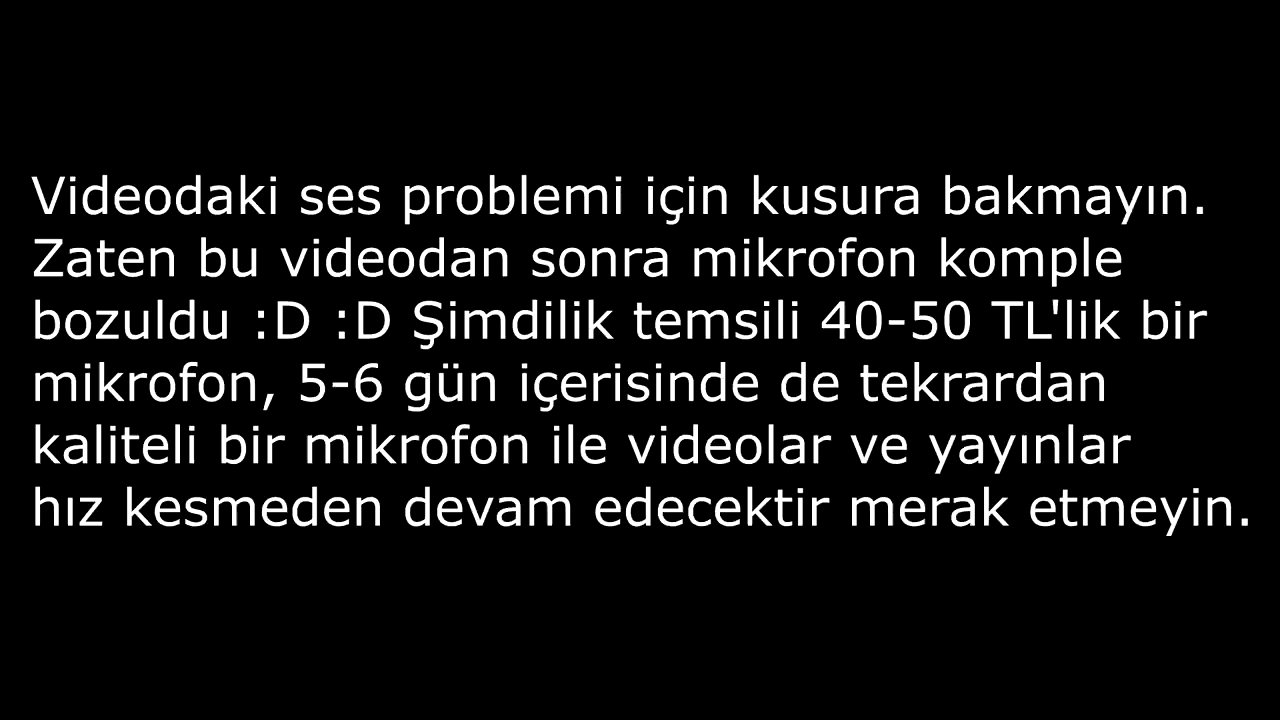 Videodaki ses problemi için kusura bakmayın.
Zaten bu videodan sonra mikrofon komple
bozuldu :D :D Şimdilik temsili 40-50 TL'lik bir
mikrofon, 5-6 gün içerisinde de tekrardan
kaliteli bir mikrofon ile videolar ve yayınlar
hız kesmeden devam edecektir merak etmeyin.